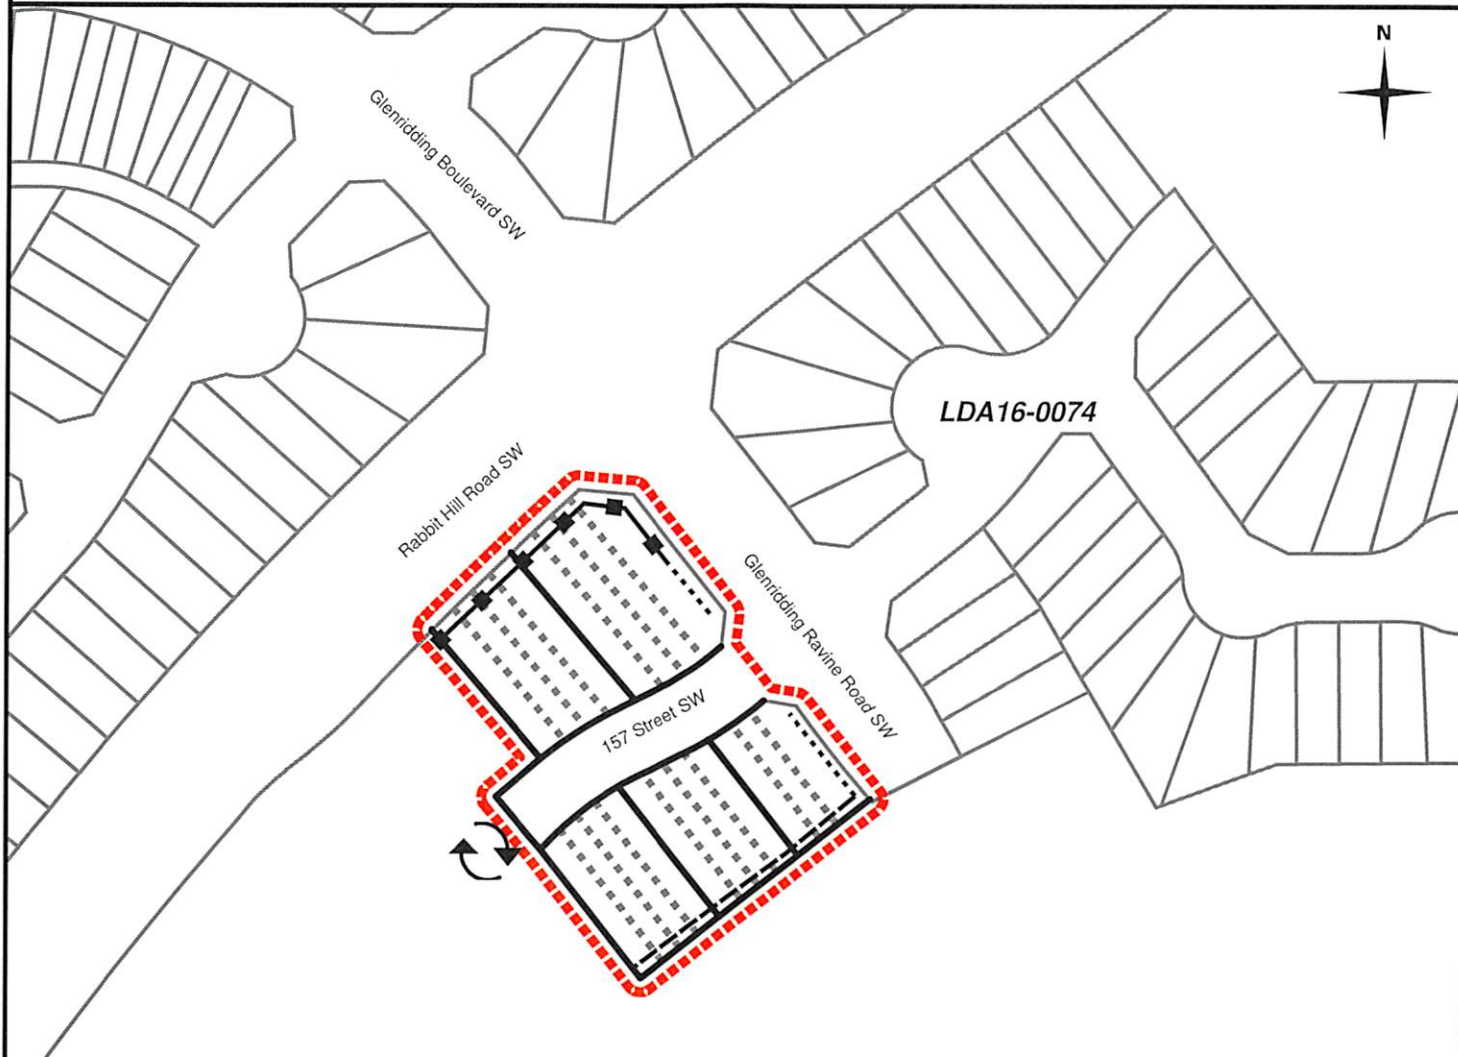 N
Glenridding Boulevard SW
LDA16-0074
Rabbit Hill Road SW
Glenridding Ravine Road SW
157 Street SW